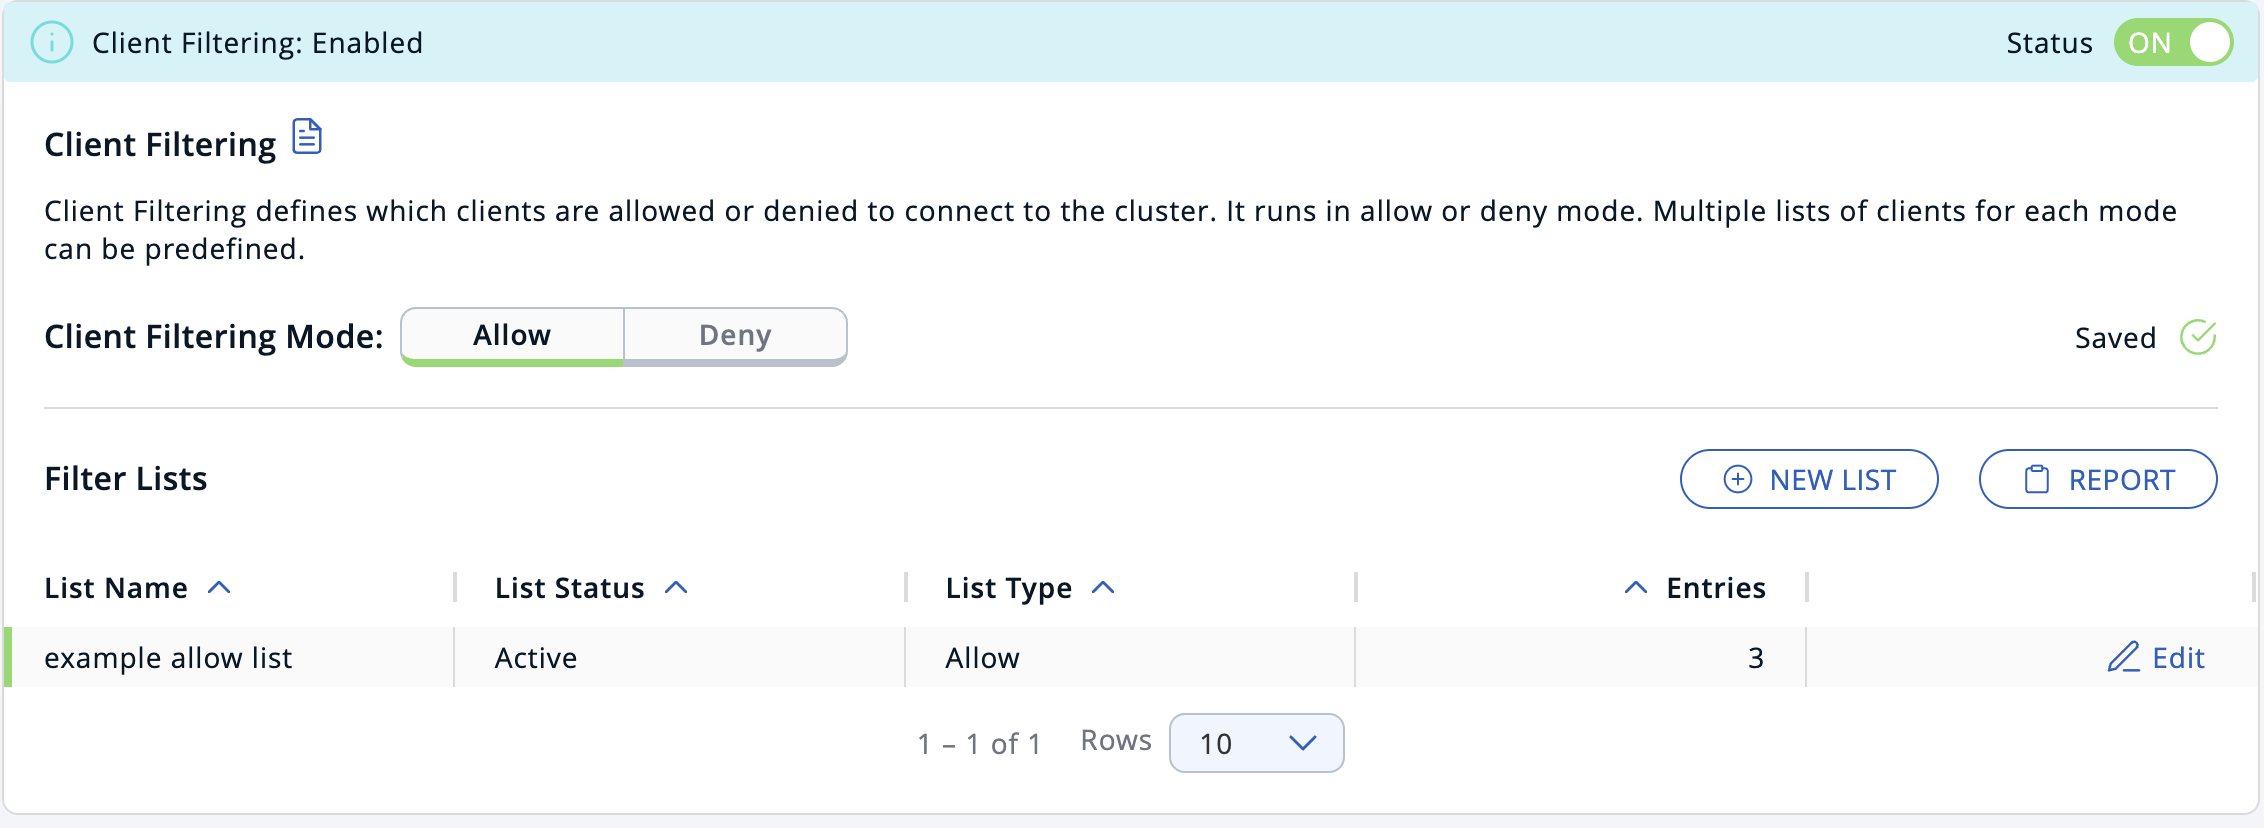 Client Filtering: Enabled
Status ON
Client Filtering
Client Filtering defines which clients are allowed or denied to connect to the cluster. It runs in allow or deny mode. Multiple lists of clients for each mode
can be predefined.
Client Filtering Mode: Allow Deny Saved
Filter Lists NEW LIST REPORT
List Name List Status List Type Entries
example allow list Active Allow 3 Edit
1 – 1 of 1 Rows 10